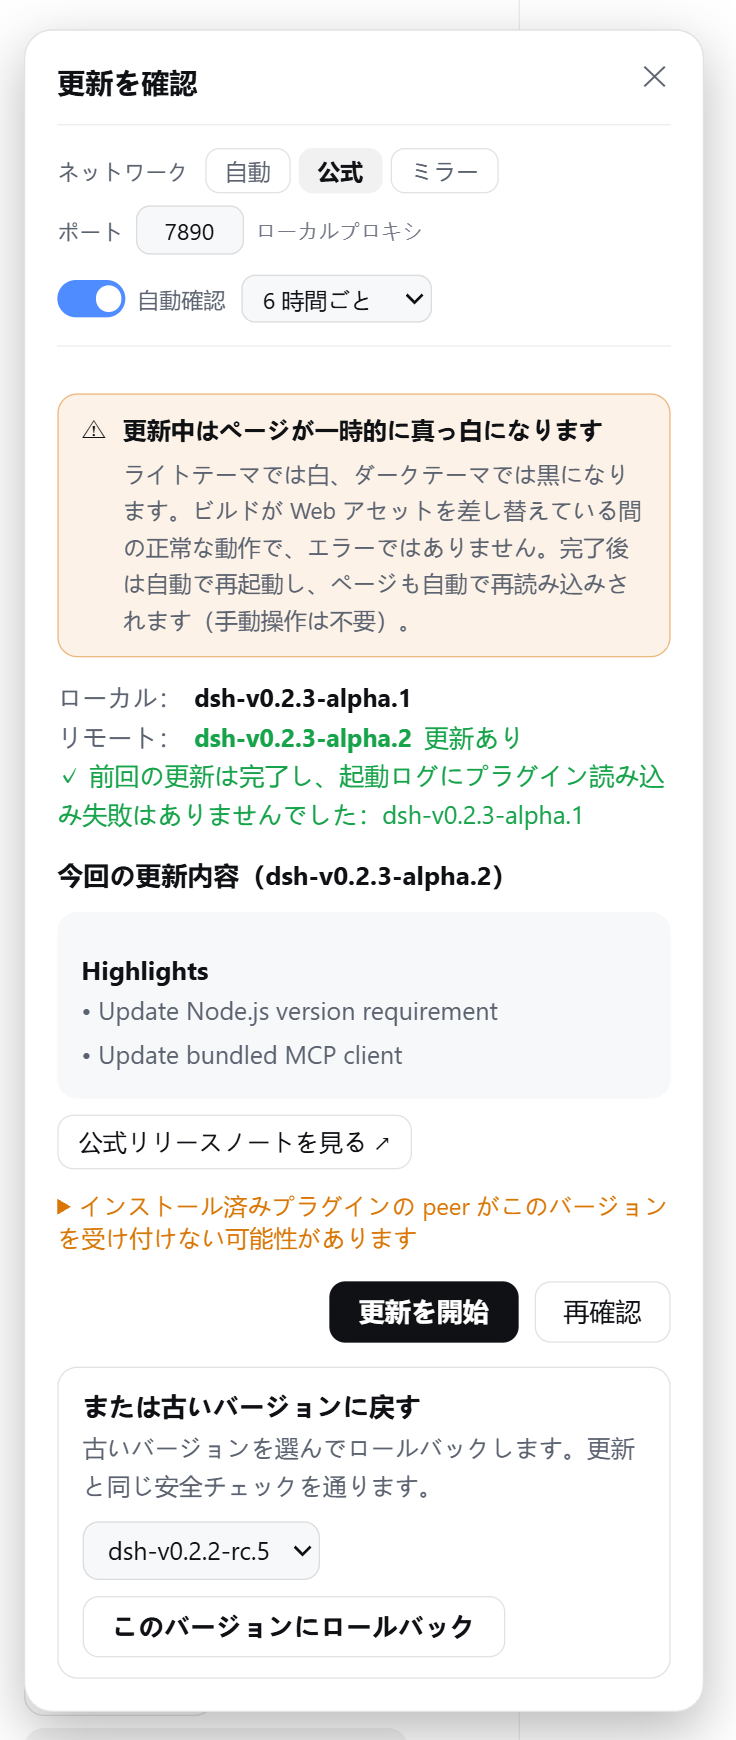 更新を確認
ネットワーク 自動 公式 ミラー
ポート 7890 ローカルプロキシ
自動確認 6 時間ごと
⚠ 更新中はページが一時的に真っ白になります
ライトテーマでは白、ダークテーマでは黒になり
ます。ビルドが Web アセットを差し替えている間
の正常な動作で、エラーではありません。完了後
は自動で再起動し、ページも自動で再読み込みさ
れます（手動操作は不要）。
ローカル： dsh-v0.2.3-alpha.1
リモート： dsh-v0.2.3-alpha.2 更新あり
✓ 前回の更新は完了し、起動ログにプラグイン読み込
み失敗はありませんでした：dsh-v0.2.3-alpha.1
今回の更新内容（dsh-v0.2.3-alpha.2）
Highlights
• Update Node.js version requirement
• Update bundled MCP client
公式リリースノートを見る ↗
▶ インストール済みプラグインの peer がこのバージョン
を受け付けない可能性があります
更新を開始 再確認
または古いバージョンに戻す
古いバージョンを選んでロールバックします。更新
と同じ安全チェックを通ります。
dsh-v0.2.2-rc.5
このバージョンにロールバック